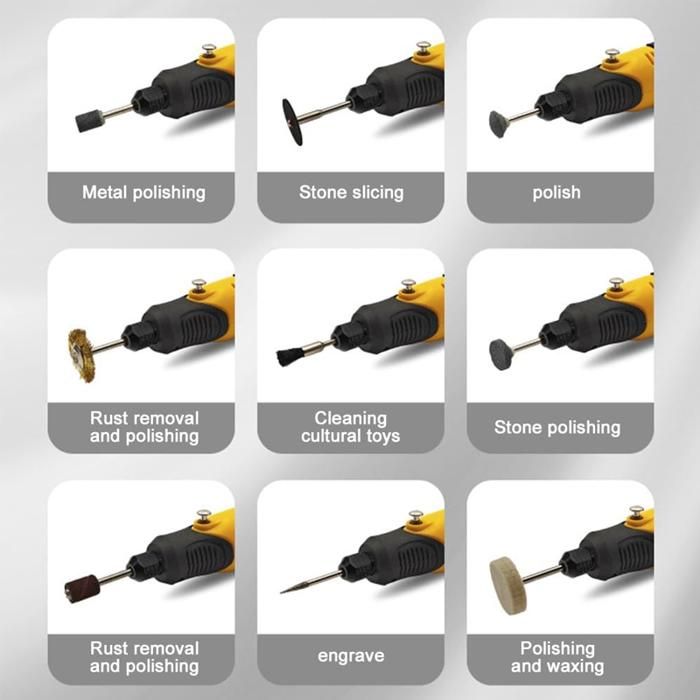 Metal polishing
Stone slicing
polish
Rust removal
and polishing
Cleaning
cultural toys
Stone polishing
Rust removal
and polishing
engrave
Polishing
and waxing